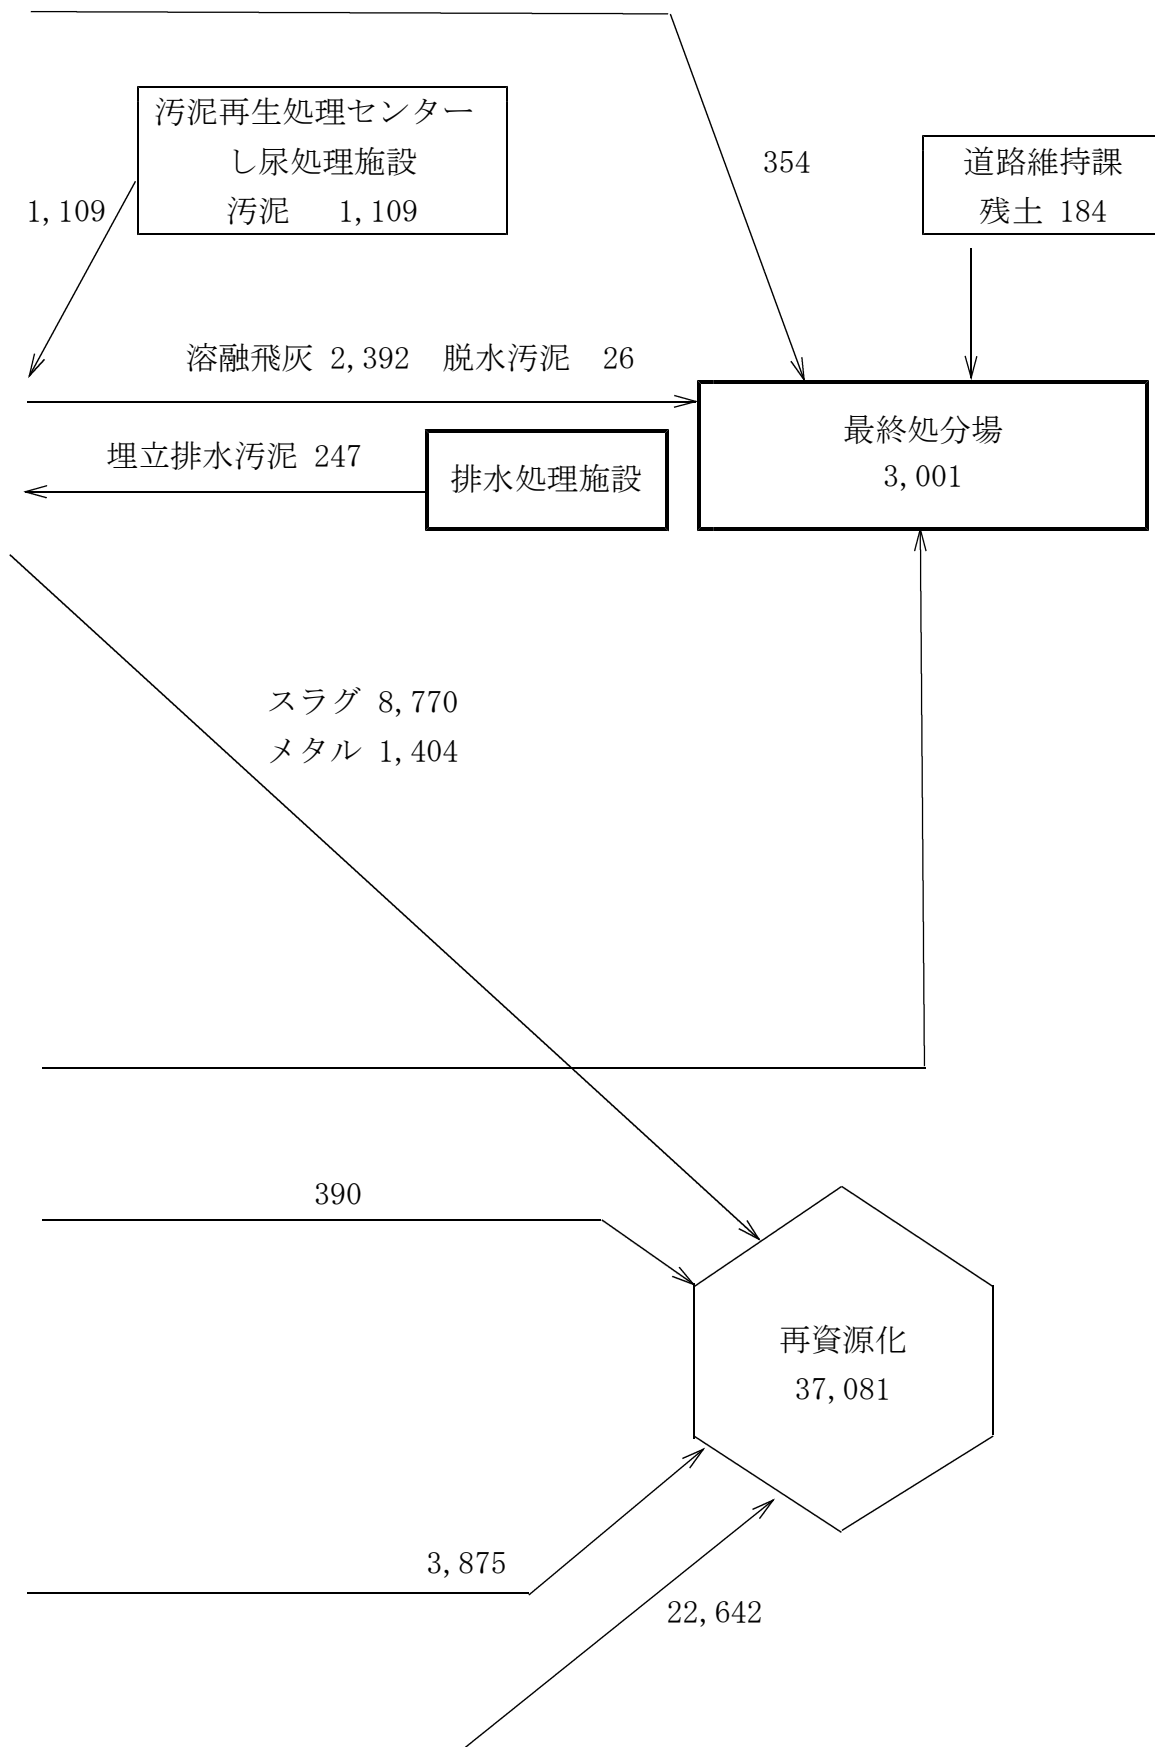 汚泥再生処理センター
し尿処理施設
汚泥 1,109
1,109
354
道路維持課
残土 184
溶融飛灰 2,392 脱水汚泥 26
最終処分場
3,001
埋立排水汚泥 247
排水処理施設
スラグ 8,770
メタル 1,404
390
再資源化
37,081
3,875
22,642